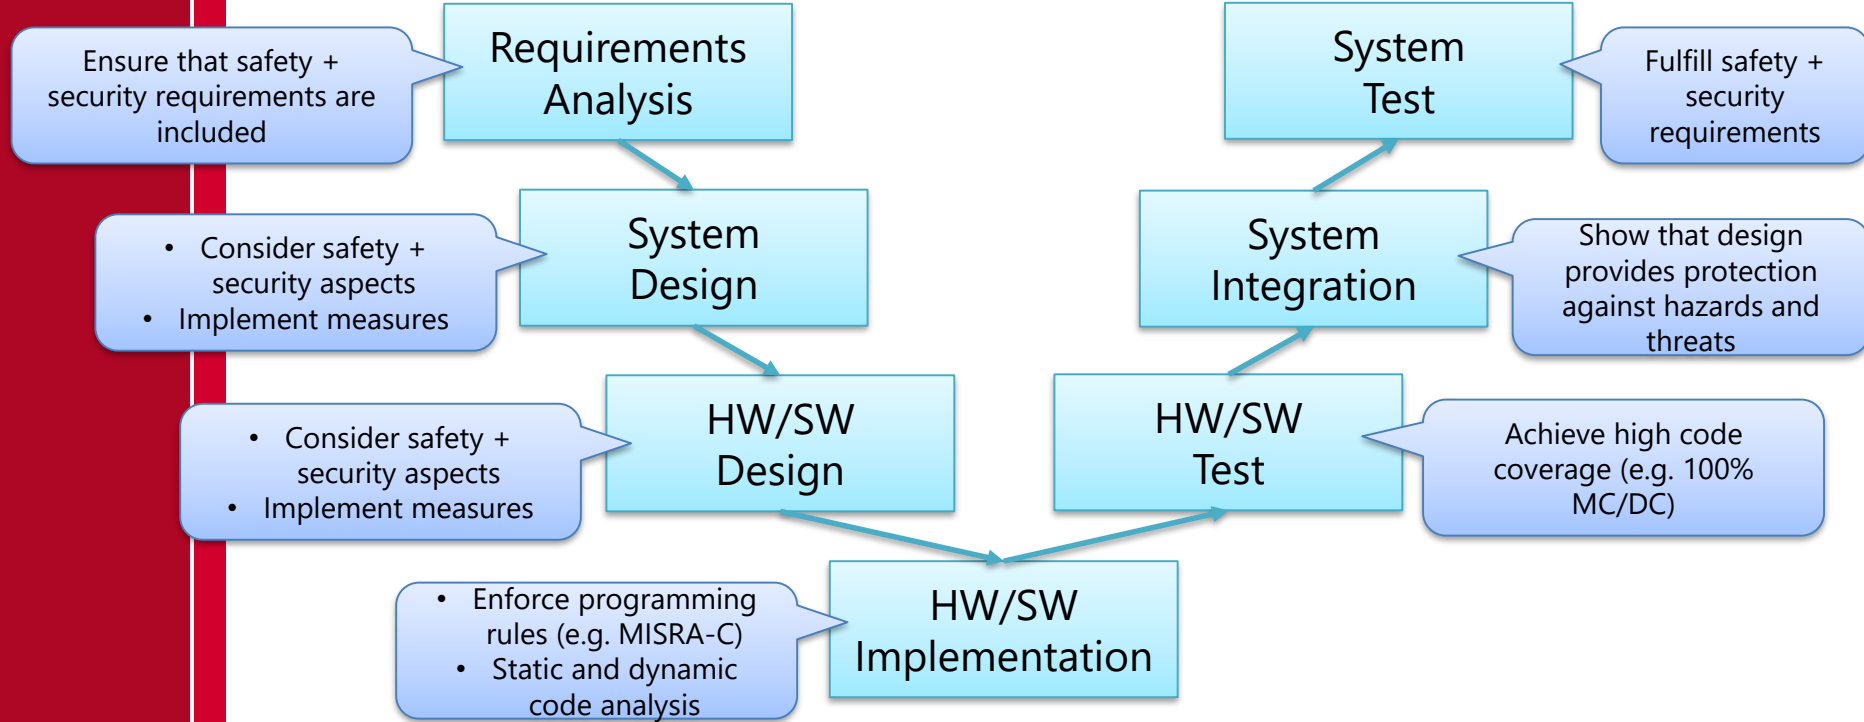 Requirements
Analysis
Ensure that safety +
security requirements are
included
System
Test
Fulfill safety +
security
requirements
System
Design
• Consider safety +
security aspects
• Implement measures
System
Integration
Show that design
provides protection
against hazards and
threats
HW/SW
Design
• Consider safety +
security aspects
• Implement measures
HW/SW
Test
Achieve high code
coverage (e.g. 100%
MC/DC)
HW/SW
Implementation
• Enforce programming
rules (e.g. MISRA-C)
• Static and dynamic
code analysis